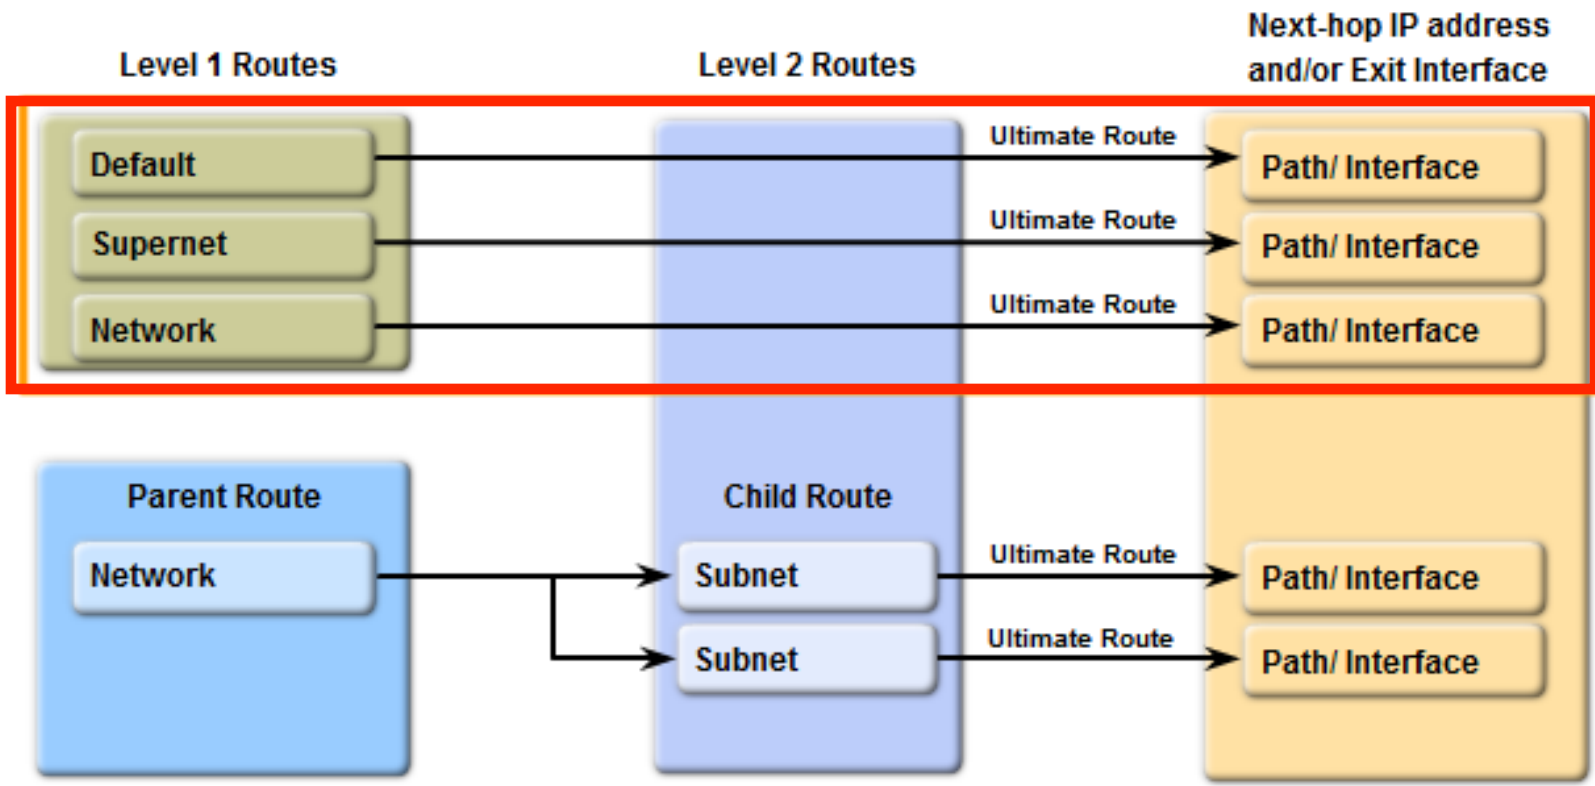 Level 1 Routes
Level 2 Routes
Next-hop IP address
and/or Exit Interface
Default
Ultimate Route
Path/ Interface
Supernet
Ultimate Route
Path/ Interface
Network
Ultimate Route
Path/ Interface
Parent Route
Child Route
Network
Subnet
Ultimate Route
Path/ Interface
Subnet
Ultimate Route
Path/ Interface